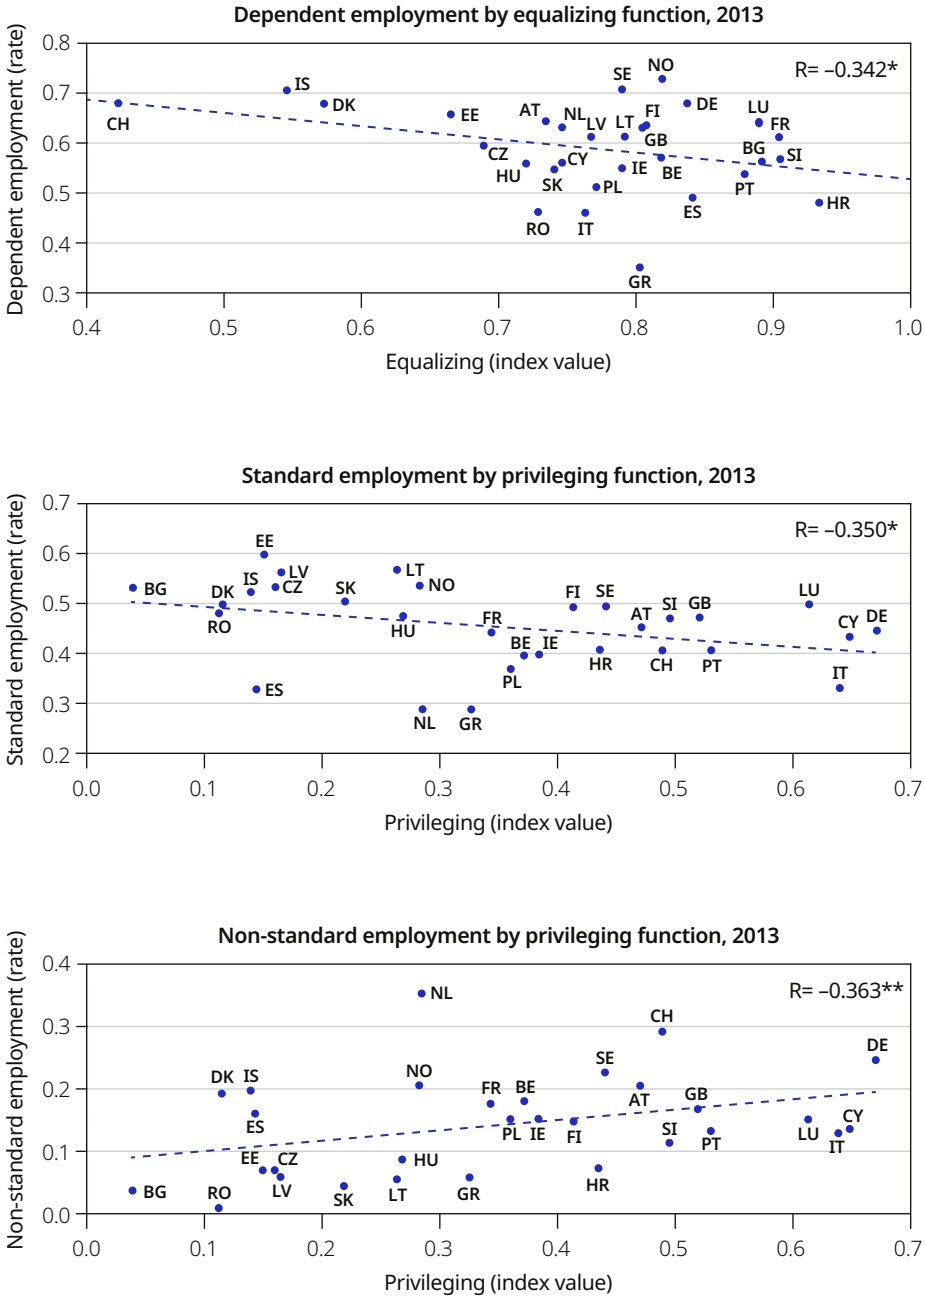 Dependent employment by equalizing function, 2013
Dependent employment (rate)
0.8
0.7
0.6
0.5
0.4
0.3
R= –0.342*
NO
SE
IS
DK
DE
CH
EE
AT
NL
LV
LT
FI
GB
LU
FR
CZ
HU
SK
CY
PL
IE
BE
BG
SI
PT
RO
IT
ES
HR
GR
0.4
0.5
0.6
0.7
0.8
0.9
1.0
Equalizing (index value)
Standard employment by privileging function, 2013
Standard employment (rate)
0.7
0.6
0.5
0.4
0.3
0.2
R= –0.350*
EE
LV
CZ
IS
BG
DK
RO
SK
LT
NO
HU
FR
FI
SE
AT
SI
GB
LU
CY
DE
BE
IE
PL
HR
CH
PT
IT
ES
NL
GR
0.0
0.1
0.2
0.3
0.4
0.5
0.6
0.7
Privileging (index value)
Non-standard employment by privileging function, 2013
Non-standard employment (rate)
0.4
0.3
0.2
0.1
0.0
R= –0.363**
NL
CH
DE
SE
NO
DK
IS
ES
FR
BE
AT
GB
PL
IE
FI
SI
PT
LU
IT
CY
EE
CZ
LV
HU
BG
RO
SK
LT
GR
HR
0.0
0.1
0.2
0.3
0.4
0.5
0.6
0.7
Privileging (index value)